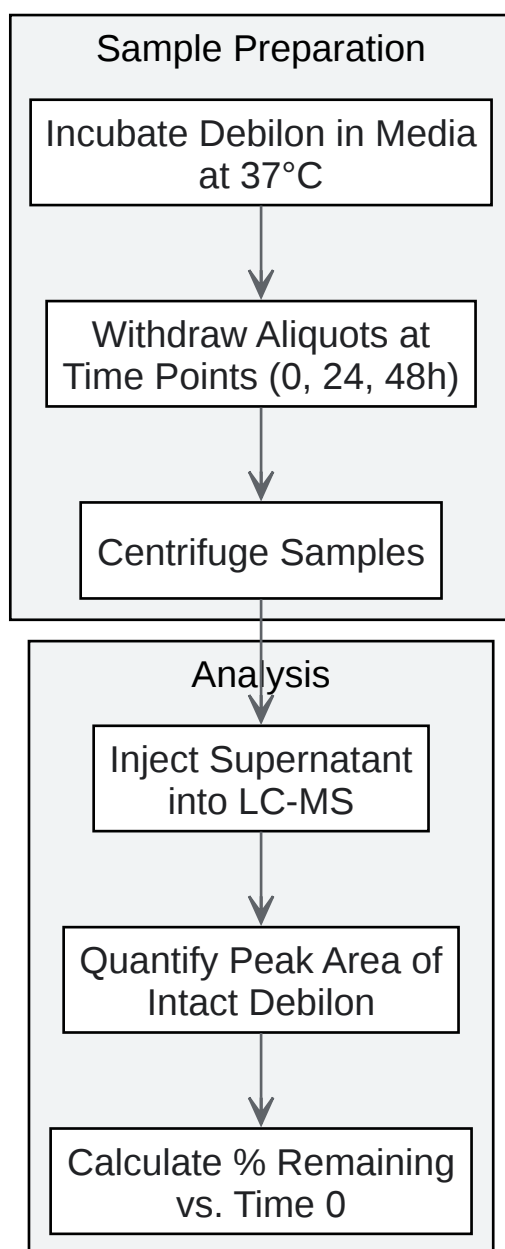 Sample Preparation
Incubate Debilon in Media
at 37°C
Withdraw Aliquots at
Time Points (0, 24, 48h)
Centrifuge Samples
Analysis
Inject Supernatant
into LC-MS
Quantify Peak Area of
Intact Debilon
Calculate % Remaining
vs. Time 0